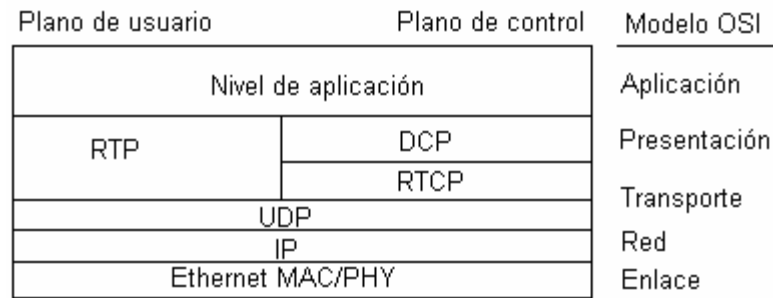 Plano de usuario Plano de control Modelo OSI
Nivel de aplicación Aplicación
RTP DCP Presentación
RTCP
Transporte
UDP
IP Red
Ethernet MAC/PHY Enlace